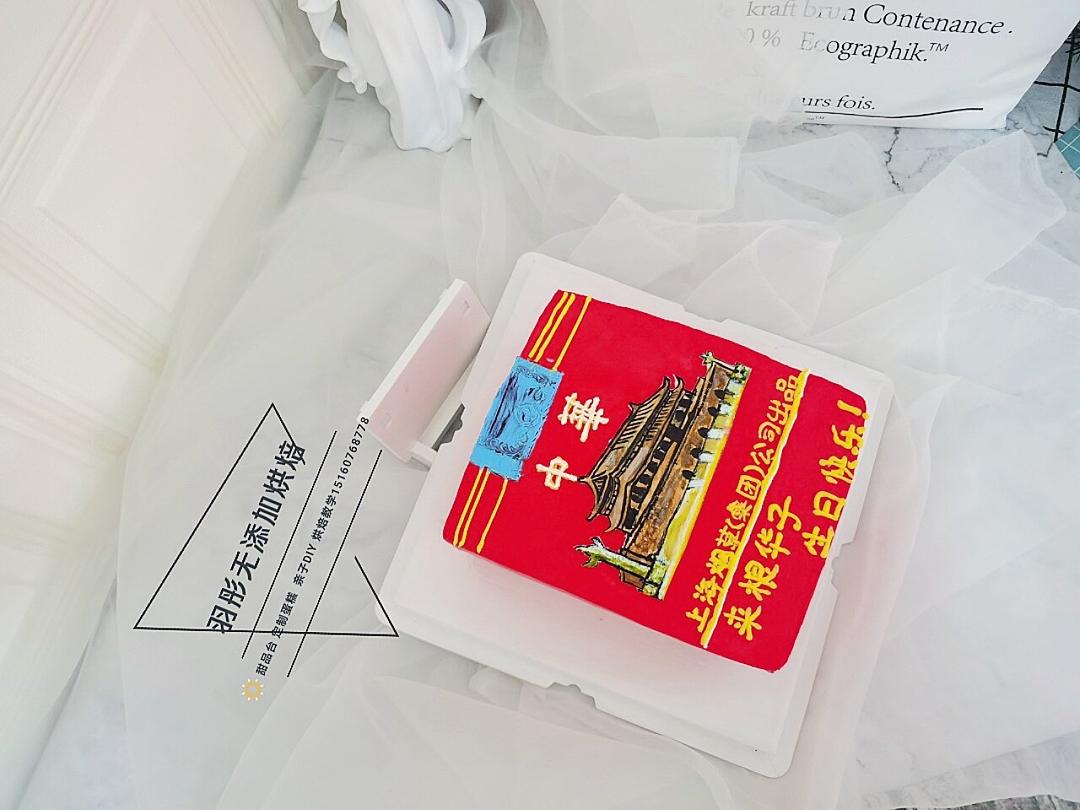 kraft brun Contenance.
0 % Ecographik.™
urs fois.
中華
上海烟草(集团)公司出品
来根华子
生日快乐!
羽彤无添加烘焙
甜品台 定制蛋糕 亲子DIY 烘焙教学15160768778